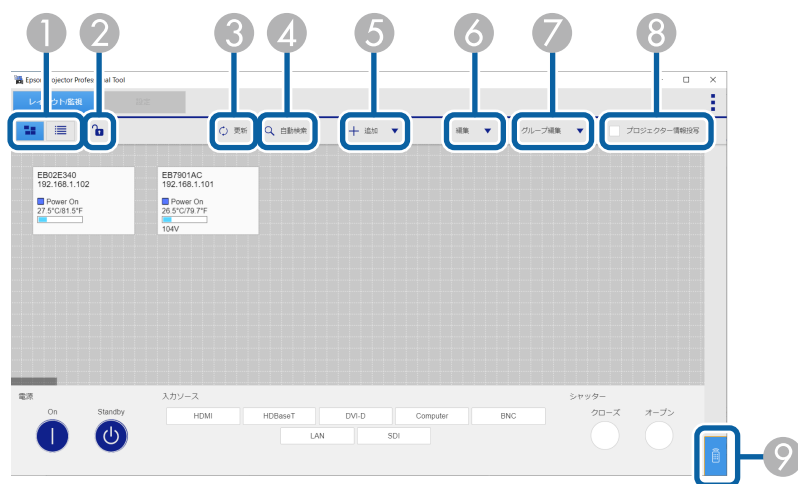 1 2 3 4 5 6 7 8
Epson Projector Professional Tool
レイアウト/監視 設定
更新 自動検索 追加 編集 グループ編集 プロジェクター情報投写
EB02E340 EB7901AC
192.168.1.102 192.168.1.101
Power On Power On
27.5°C/81.5°F 26.5°C/79.7°F
104V
電源 入力ソース シャッター
On Standby HDMI HDBaseT DVI-D Computer BNC クローズ オープン
LAN SDI
9